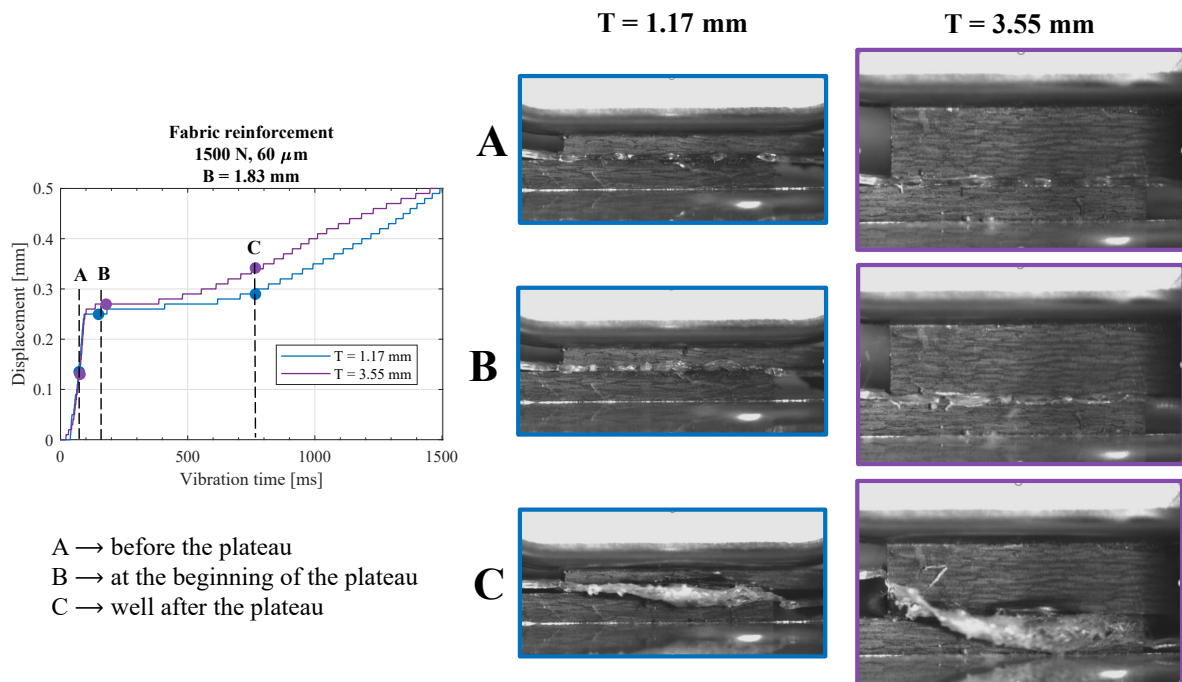 T = 1.17 mm
T = 3.55 mm
Fabric reinforcement
1500 N, 60 μm
B = 1.83 mm
Displacement [mm]
0.5
0.4
0.3
0.2
0.1
0
A
B
C
T = 1.17 mm
T = 3.55 mm
0
500
1000
1500
Vibration time [ms]
A → before the plateau
B → at the beginning of the plateau
C → well after the plateau
A
B
C